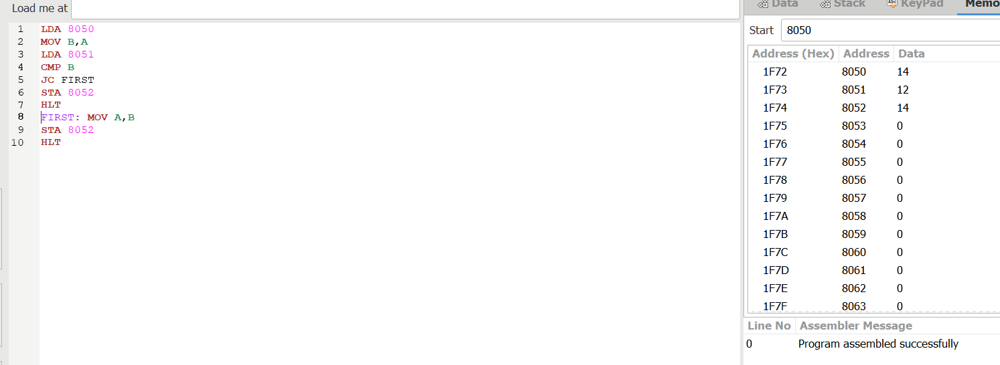 Load me at
1 LDA 8050
2 MOV B,A
3 LDA 8051
4 CMP B
5 JC FIRST
6 STA 8052
7 HLT
8 FIRST: MOV A,B
9 STA 8052
10 HLT
Data Stack Abc KeyPad Memo
Start 8050
Address (Hex) Address Data
1F72 8050 14
1F73 8051 12
1F74 8052 14
1F75 8053 0
1F76 8054 0
1F77 8055 0
1F78 8056 0
1F79 8057 0
1F7A 8058 0
1F7B 8059 0
1F7C 8060 0
1F7D 8061 0
1F7E 8062 0
1F7F 8063 0
Line No Assembler Message
0 Program assembled successfully